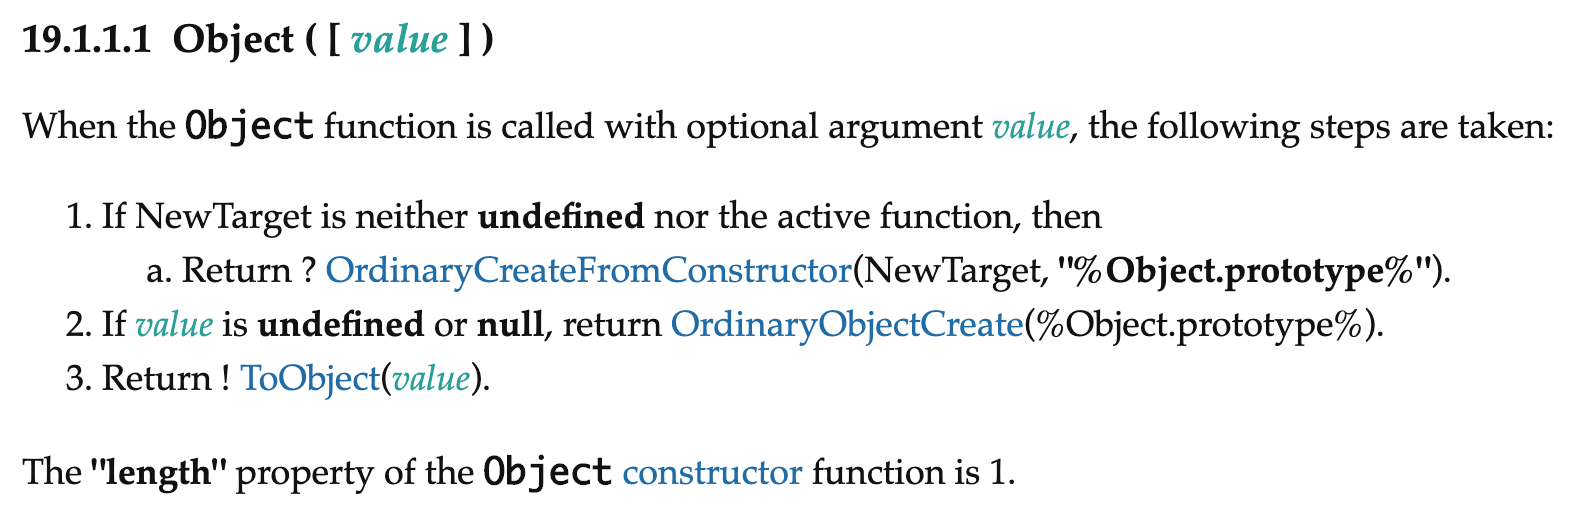 19.1.1.1 Object ( [ value ] )
When the Object function is called with optional argument value, the following steps are taken:
1. If NewTarget is neither undefined nor the active function, then
a. Return ? OrdinaryCreateFromConstructor(NewTarget, "%Object.prototype%").
2. If value is undefined or null, return OrdinaryObjectCreate(%Object.prototype%).
3. Return ! ToObject(value).
The "length" property of the Object constructor function is 1.